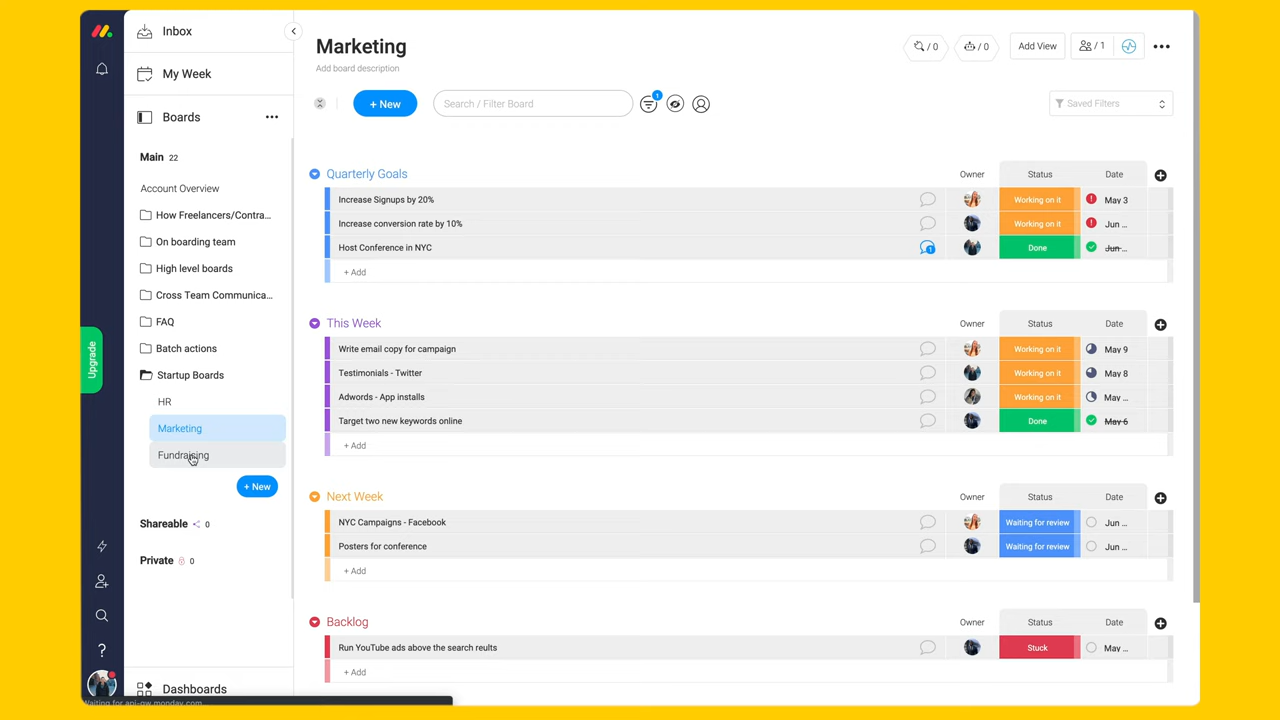 Inbox
My Week
Boards
Main 22
Account Overview
How Freelancers/Contra...
On boarding team
High level boards
Cross Team Communica...
FAQ
Batch actions
Startup Boards
HR
Marketing
Fundraising
+ New
Shareable 0
Private 0
Dashboards
Upgrade
?
Waiting for api-gw.monday.com
Marketing
Add board description
/ 0
/ 0
Add View
/ 1
+ New
Search / Filter Board
1
Saved Filters
Quarterly Goals Owner Status Date
Increase Signups by 20% Working on it May 3
Increase conversion rate by 10% Working on it Jun ...
Host Conference in NYC 1 Done Jun ...
+ Add
This Week Owner Status Date
Write email copy for campaign Working on it May 9
Testimonials - Twitter Working on it May 8
Adwords - App installs Working on it May ...
Target two new keywords online Done May 6
+ Add
Next Week Owner Status Date
NYC Campaigns - Facebook Waiting for review Jun ...
Posters for conference Waiting for review Jun ...
+ Add
Backlog Owner Status Date
Run YouTube ads above the search reults Stuck May ...
+ Add